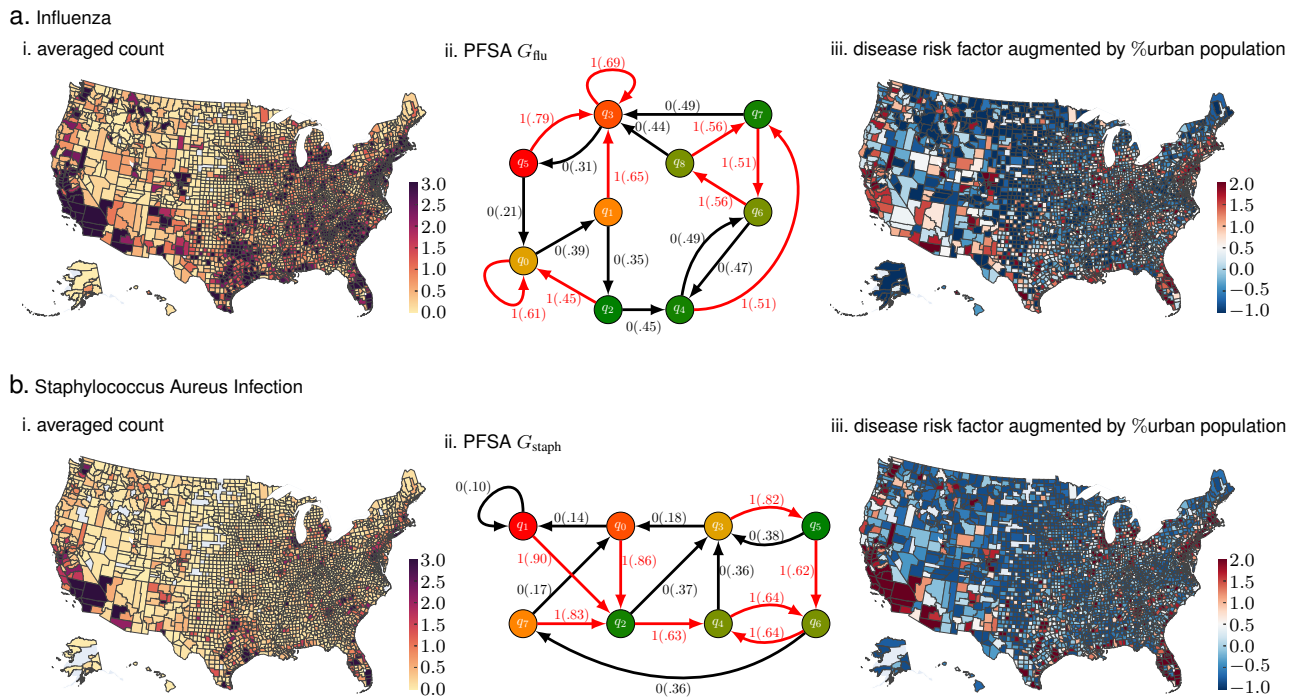 a. Influenza
i. averaged count
ii. PFSA G_flu
iii. disease risk factor augmented by %urban population
3.0
2.5
2.0
1.5
1.0
0.5
0.0
1(.69)
q3
0(.49)
q7
1(.79)
0(.44)
1(.56)
q5
0(.31)
q8
1(.51)
1(.65)
1(.56)
q1
q6
0(.21)
0(.39)
0(.49)
q0
0(.35)
0(.47)
1(.45)
1(.61)
q2
q4
1(.51)
0(.45)
2.0
1.5
1.0
0.5
0.0
−0.5
−1.0
b. Staphylococcus Aureus Infection
i. averaged count
ii. PFSA G_staph
iii. disease risk factor augmented by %urban population
3.0
2.5
2.0
1.5
1.0
0.5
0.0
0(.10)
1(.82)
q1
0(.14)
q0
0(.18)
q3
q5
0(.38)
1(.90)
1(.86)
0(.36)
1(.62)
0(.17)
0(.37)
1(.64)
q7
1(.83)
q2
1(.63)
q4
1(.64)
q6
0(.36)
2.0
1.5
1.0
0.5
0.0
−0.5
−1.0